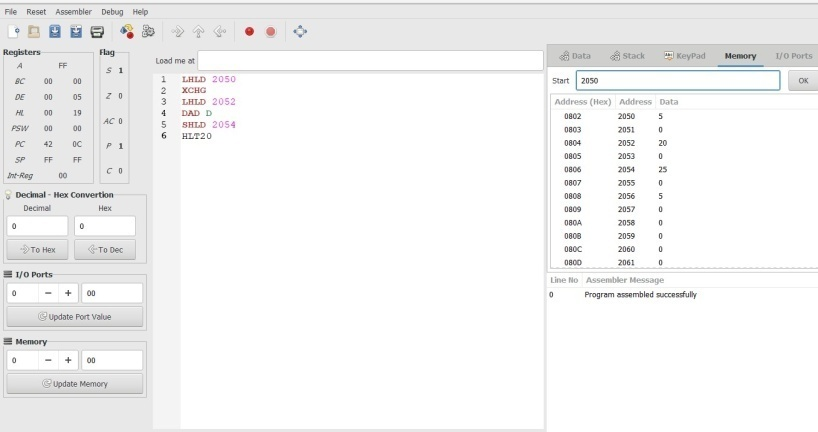 File Reset Assembler Debug Help
Registers Flag
A FF
BC 00 00
DE 00 05
HL 00 19
PSW 00 00
PC 42 0C
SP FF FF
Int-Reg 00
S 1
Z 0
AC 0
P 1
C 0
Decimal - Hex Convertion
Decimal Hex
0 0
To Hex To Dec
I/O Ports
0 − + 00
Update Port Value
Memory
0 − + 00
Update Memory
Load me at
1 LHLD 2050
2 XCHG
3 LHLD 2052
4 DAD D
5 SHLD 2054
6 HLT20
Data Stack KeyPad Memory I/O Ports
Start 2050 OK
Address (Hex) Address Data
0802 2050 5
0803 2051 0
0804 2052 20
0805 2053 0
0806 2054 25
0807 2055 0
0808 2056 5
0809 2057 0
080A 2058 0
080B 2059 0
080C 2060 0
080D 2061 0
Line No Assembler Message
0 Program assembled successfully